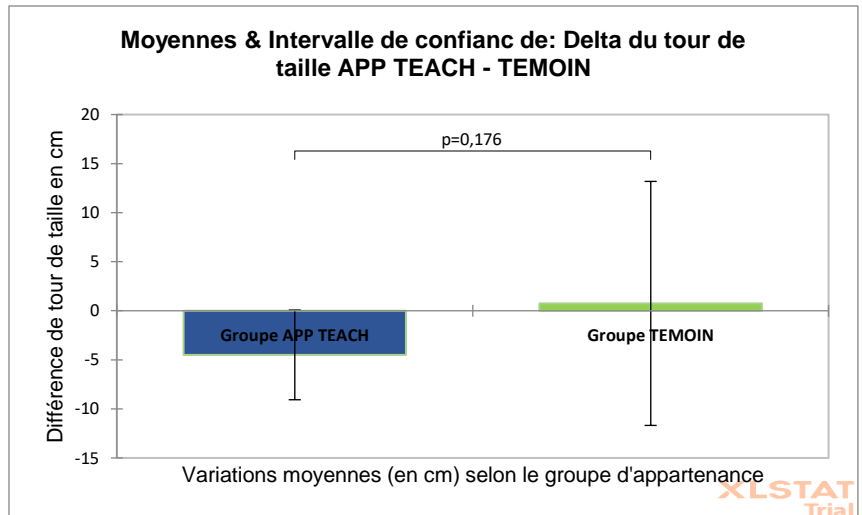 Moyennes & Intervalle de confianc de: Delta du tour de
taille APP TEACH - TEMOIN
20
p=0,176
15
10
5
0
Groupe APP TEACH
Groupe TEMOIN
-5
-10
-15
Différence de tour de taille en cm
Variations moyennes (en cm) selon le groupe d'appartenance
XLSTAT
Trial